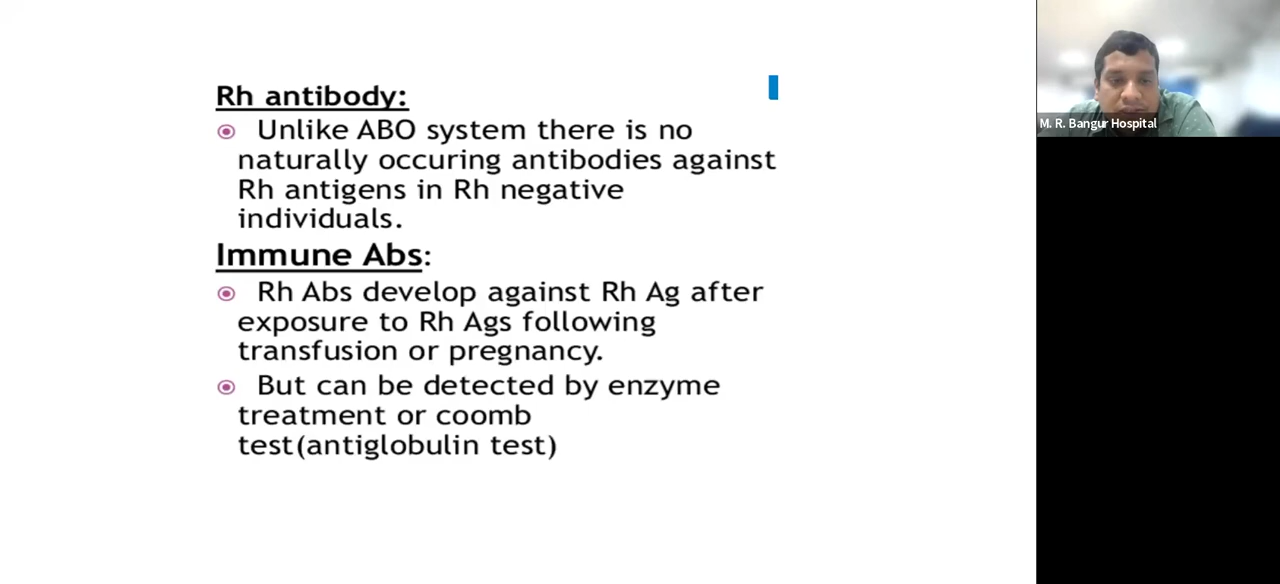 Rh antibody:
Unlike ABO system there is no
naturally occuring antibodies against
Rh antigens in Rh negative
individuals.
Immune Abs:
Rh Abs develop against Rh Ag after
exposure to Rh Ags following
transfusion or pregnancy.
But can be detected by enzyme
treatment or coomb
test(antiglobulin test)
M. R. Bangur Hospital